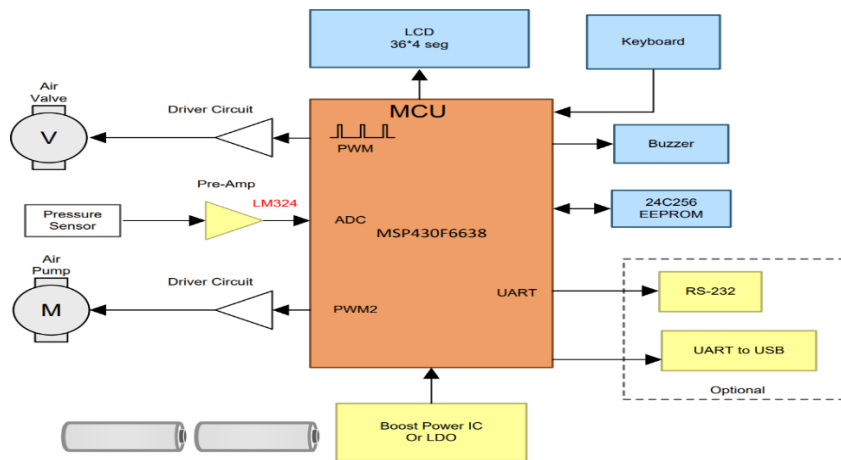 LCD
36*4 seg
Keyboard
Air
Valve
Driver Circuit
MCU
V
PWM
Buzzer
Pre-Amp
LM324
Pressure
Sensor
ADC
MSP430F6638
24C256
EEPROM
Air
Pump
Driver Circuit
M
PWM2
UART
RS-232
UART to USB
Optional
Boost Power IC
Or LDO